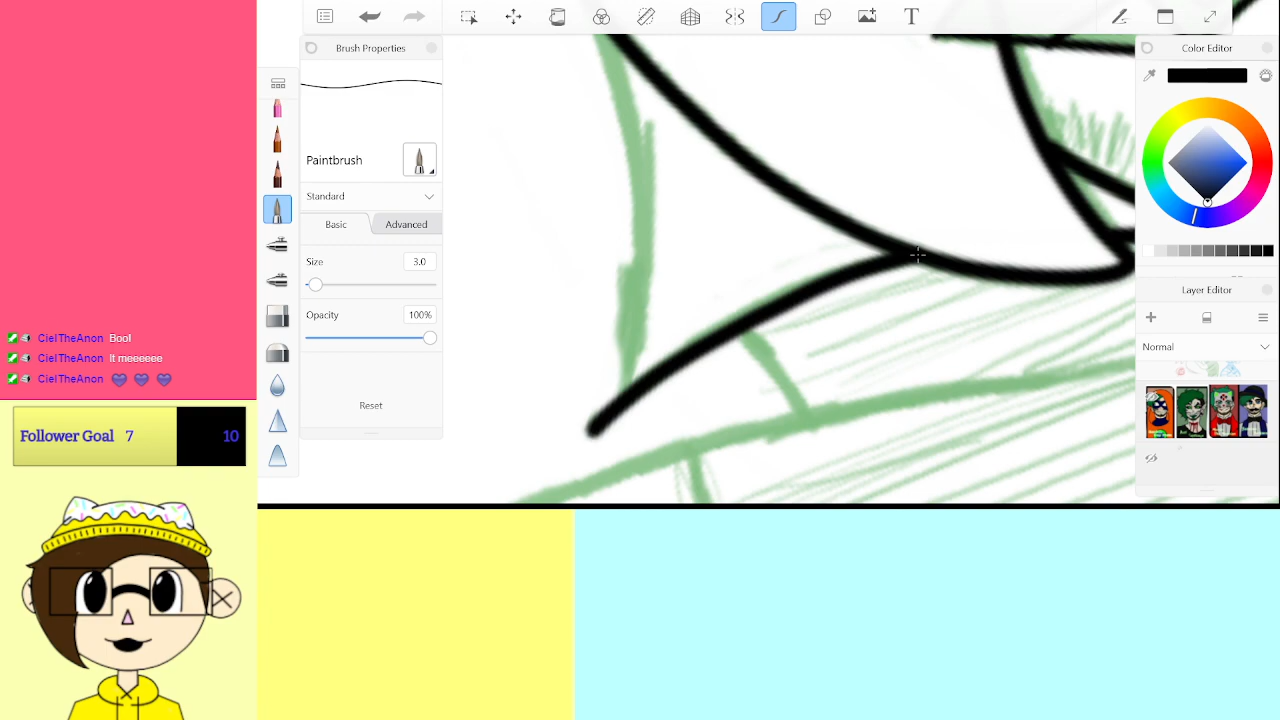 T
Brush Properties
Color Editor
Paintbrush
Standard
Basic
Advanced
Size
3.0
Opacity
100%
Reset
Layer Editor
Normal
CielTheAnon Boo!
CielTheAnon It meeeeee
CielTheAnon
Follower Goal 7 10